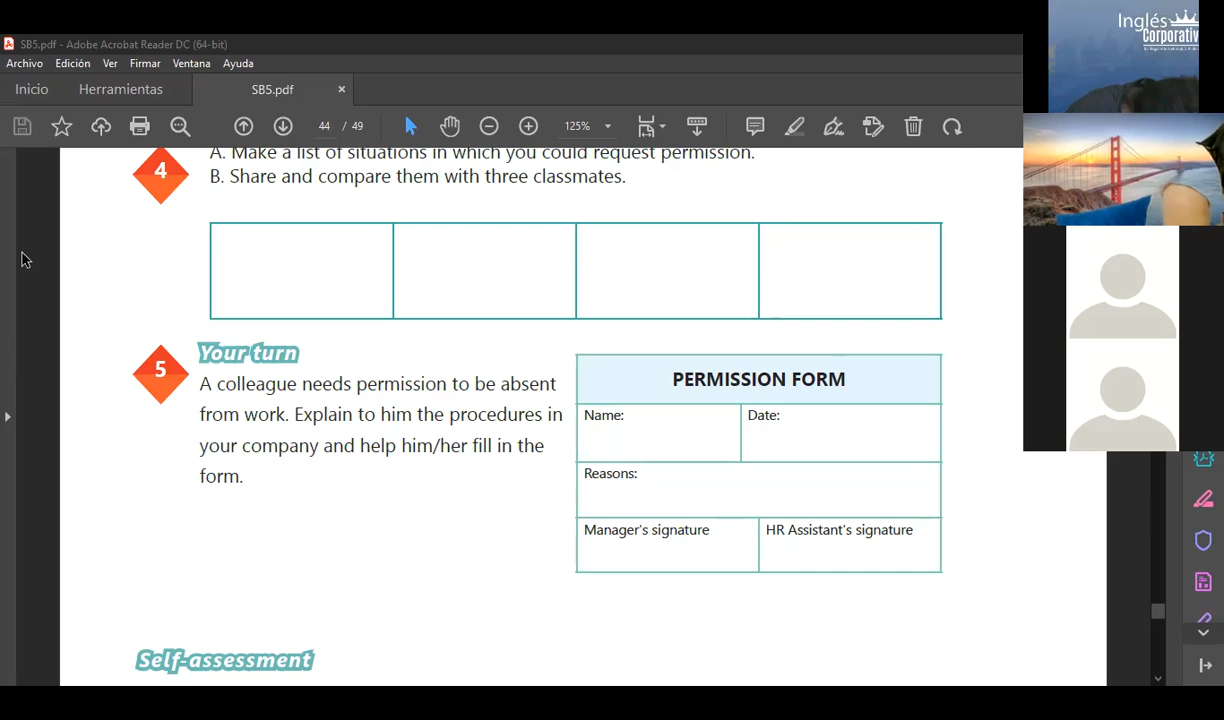 SB5.pdf - Adobe Acrobat Reader DC (64-bit)
Archivo Edición Ver Firmar Ventana Ayuda
Inicio Herramientas SB5.pdf ×
44 / 49 125%
4
A. Make a list of situations in which you could request permission.
B. Share and compare them with three classmates.
5
Your turn
A colleague needs permission to be absent
from work. Explain to him the procedures in
your company and help him/her fill in the
form.
PERMISSION FORM
Name: Date:
Reasons:
Manager's signature HR Assistant's signature
Self-assessment
Inglés
Corporativ